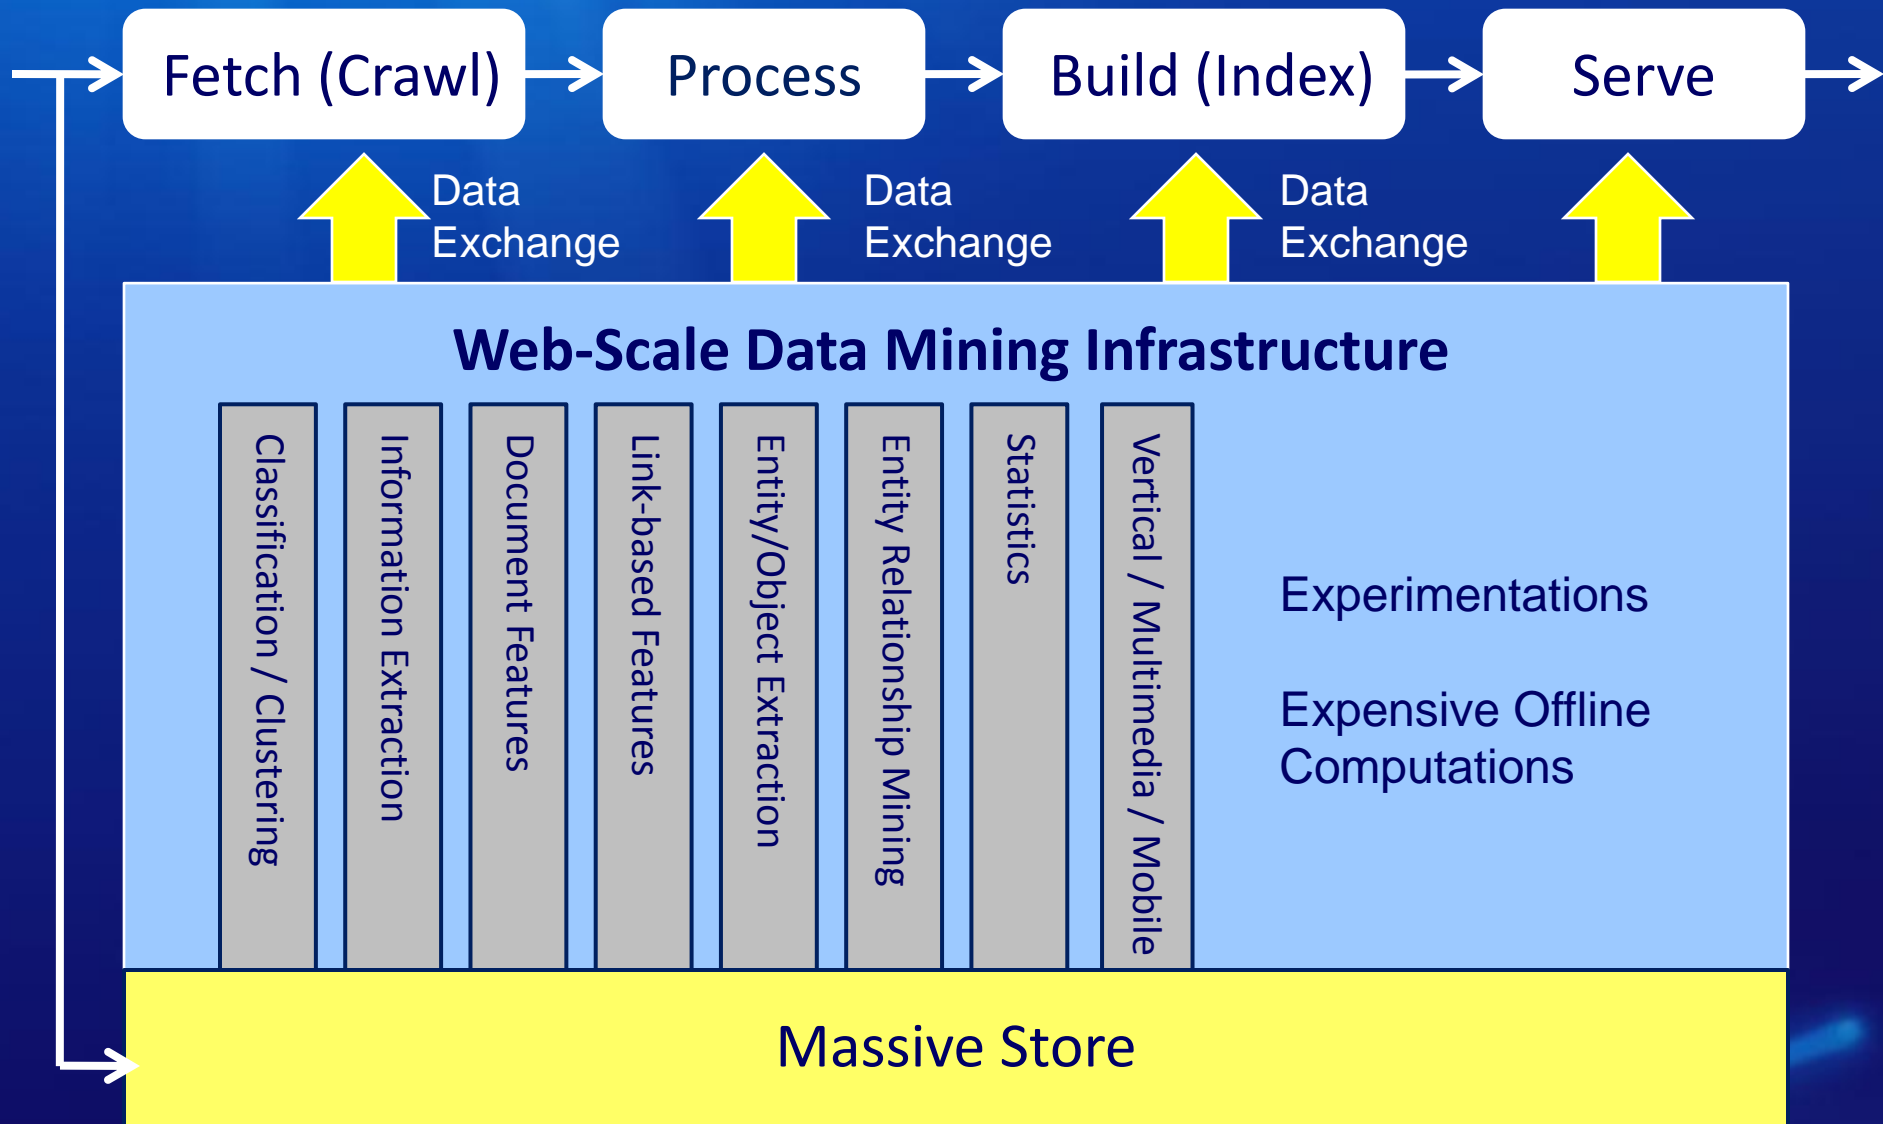 Fetch (Crawl)
Process
Build (Index)
Serve
Data
Exchange
Data
Exchange
Data
Exchange
Web-Scale Data Mining Infrastructure
Classification / Clustering
Information Extraction
Document Features
Link-based Features
Entity/Object Extraction
Entity Relationship Mining
Statistics
Vertical / Multimedia / Mobile
Experimentations
Expensive Offline
Computations
Massive Store